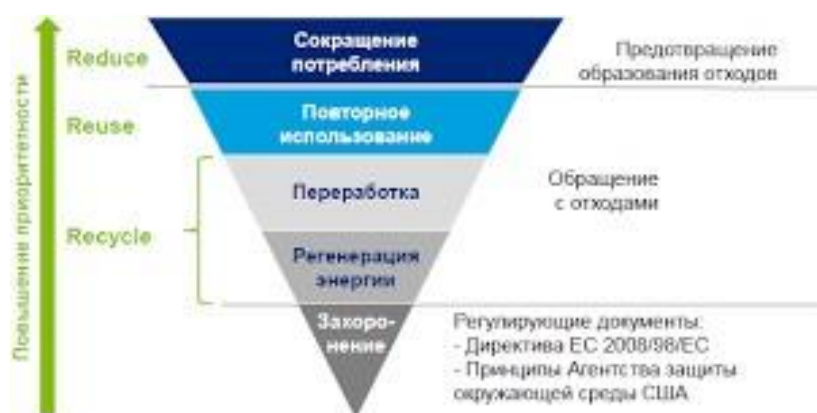 Повышение приоритетности
Reduce
Сокращение
потребления
Предотвращение
образования отходов
Reuse
Повторное
использование
Recycle
Переработка
Обращение
с отходами
Регенерация
энергии
Захоро-
нение
Регулирующие документы:
- Директива ЕС 2008/98/ЕС
- Принципы Агентства защиты
окружающей среды США